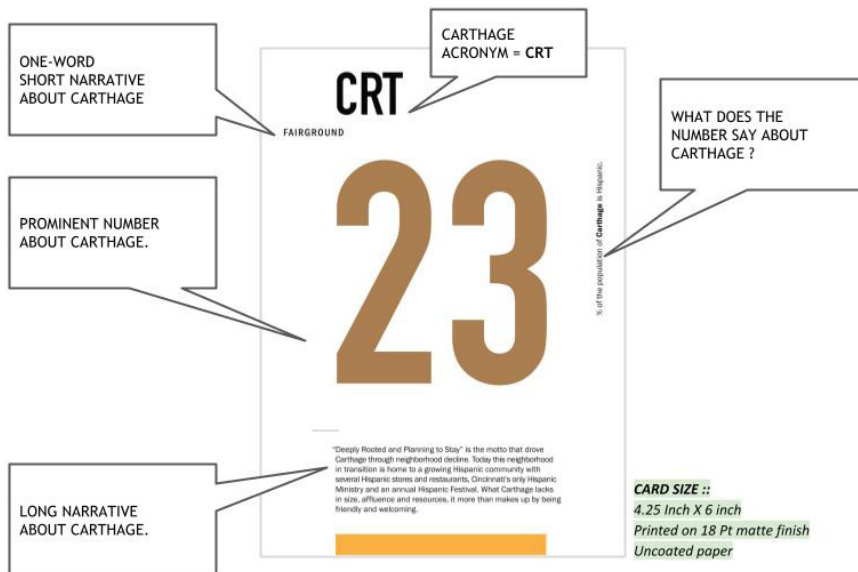 ONE-WORD
SHORT NARRATIVE
ABOUT CARTHAGE
CARTHAGE
ACRONYM = CRT
CRT
FAIRGROUND
WHAT DOES THE
NUMBER SAY ABOUT
CARTHAGE ?
PROMINENT NUMBER
ABOUT CARTHAGE.
23
% of the population of Carthage is Hispanic.
"Deeply Rooted and Planning to Stay" is the motto that drove
Carthage through neighborhood decline. Today this neighborhood
in transition is home to a growing Hispanic community with
several Hispanic stores and restaurants, Cincinnati's only Hispanic
Ministry and an annual Hispanic Festival. What Carthage lacks
in size, affluence and resources, it more than makes up by being
friendly and welcoming.
LONG NARRATIVE
ABOUT CARTHAGE.
CARD SIZE ::
4.25 Inch X 6 inch
Printed on 18 Pt matte finish
Uncoated paper